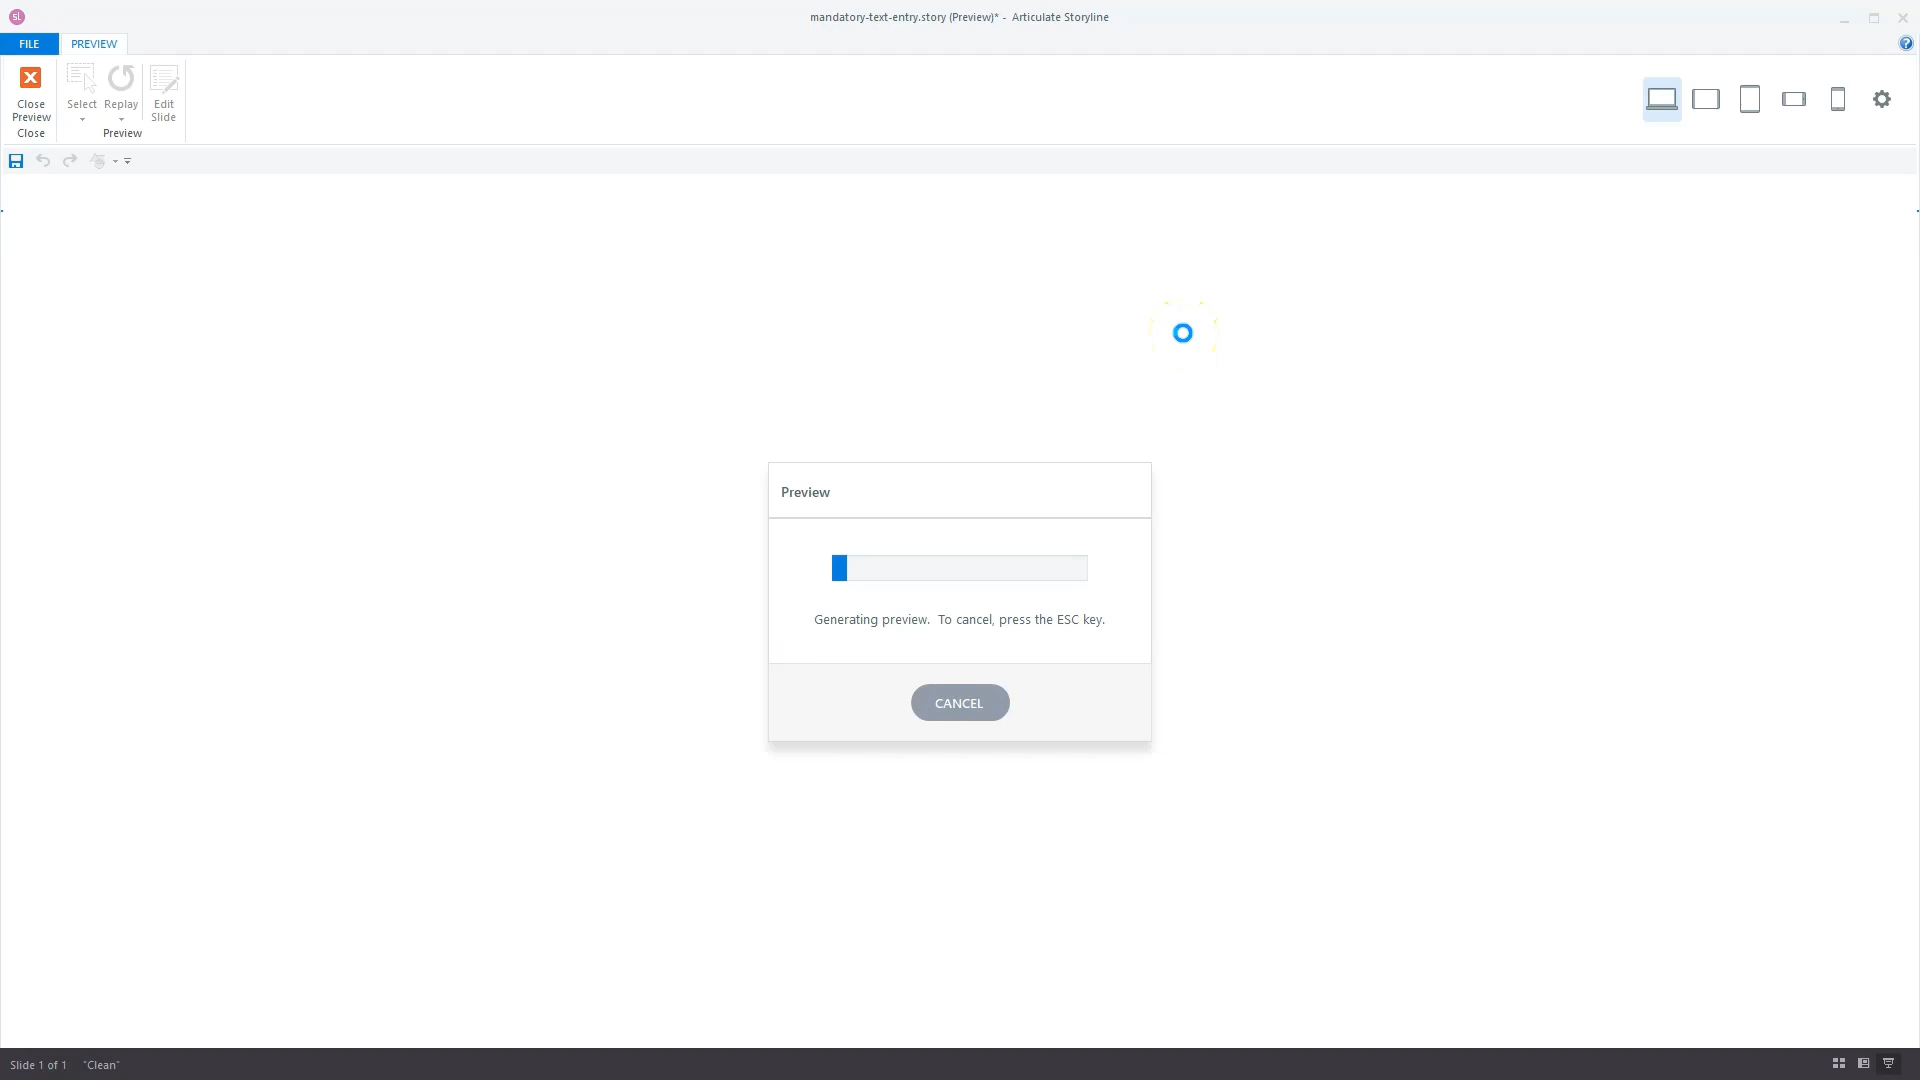 sl
mandatory-text-entry.story (Preview)* - Articulate Storyline
FILE
PREVIEW
?
Close
Preview
Select
Replay
Edit
Slide
Close
Preview
Preview
Generating preview. To cancel, press the ESC key.
CANCEL
Slide 1 of 1
"Clean"